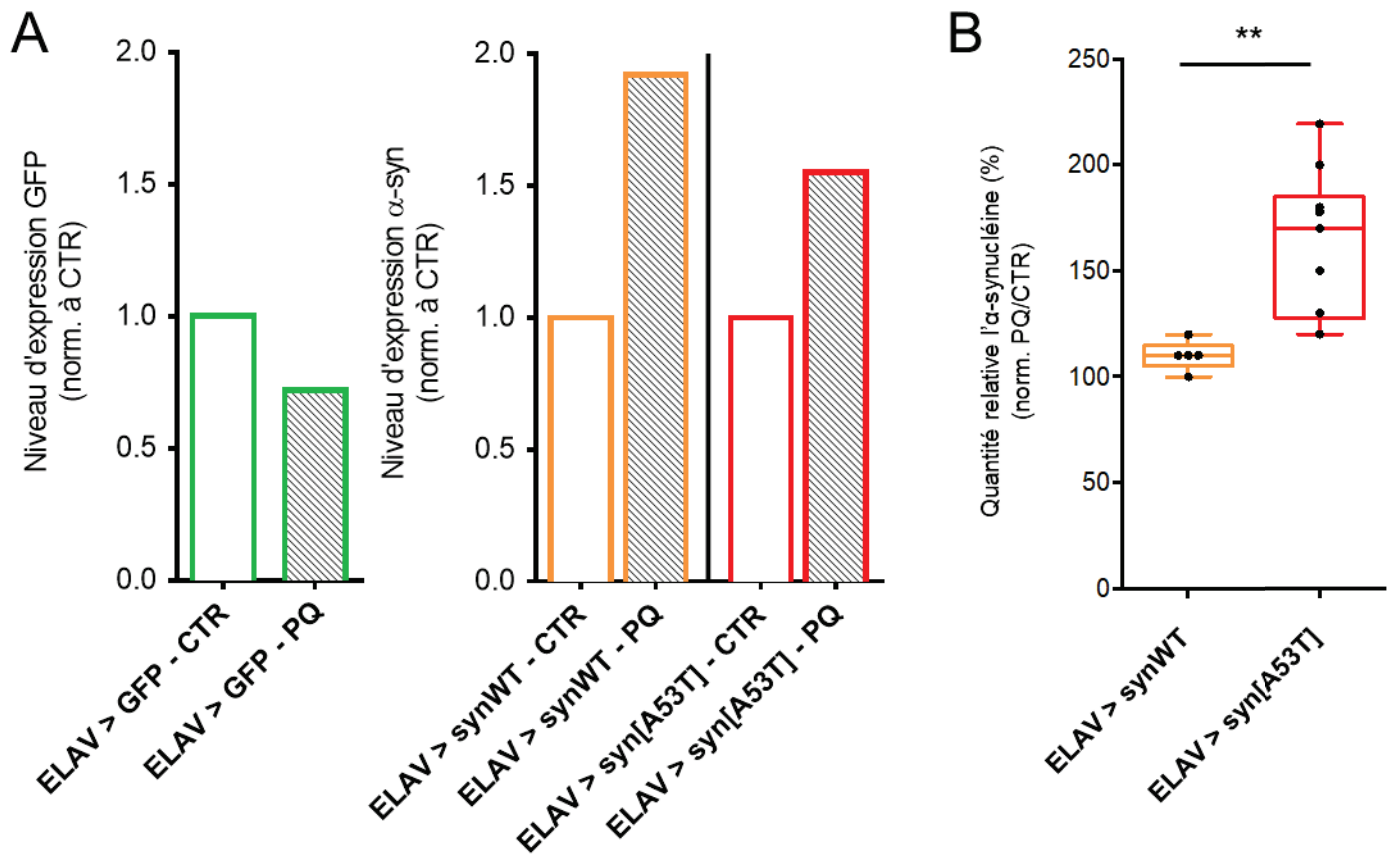 A
Niveau d'expression GFP
(norm. à CTR)
2.0
1.5
1.0
0.5
0.0
ELAV > GFP - CTR
ELAV > GFP - PQ
Niveau d'expression α-syn
(norm. à CTR)
2.0
1.5
1.0
0.5
0.0
ELAV > synWT - CTR
ELAV > synWT - PQ
ELAV > syn[A53T] - CTR
ELAV > syn[A53T] - PQ
B
**
Quantité relative l'α-synucléine (%)
(norm. PQ/CTR)
250
200
150
100
50
0
ELAV > synWT
ELAV > syn[A53T]